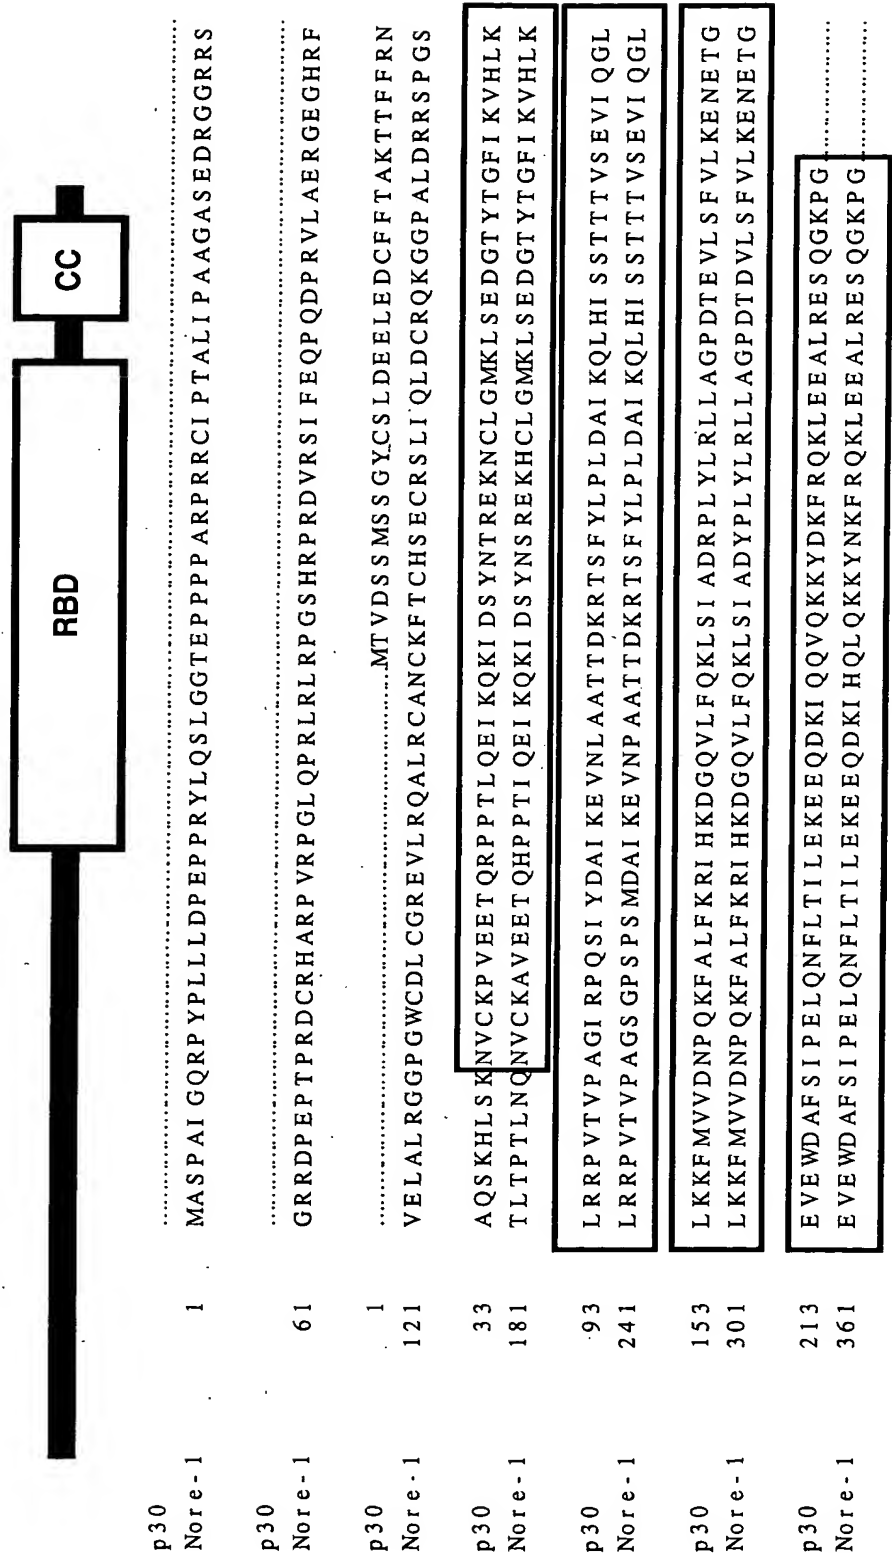 RBD CC
p30 ............................................................
Nore-1 1 MASPAIGQRPYPLLLDPEPPRYLQSLGGTEPPPPARPRRCIPTALIPAAGASEDRGGRRS
p30 ............................................................
Nore-1 61 GRRDPEPTPRDCRHARPVRPGLQPRLRLRPGSHRPRDVRSIFEQPQDPRVLAERGEGHRF
p30 1 ............................MTVDSSMSSGYCSLDEELEDCFFTAKTTFFRN
Nore-1 121 VELALRGGPGWCDLCGREVLRQALRCANCKFTCHSECRSLIQLDCRQKGGPALDRRSPGS
p30 33 AQSKHLSKNVCKPVEETQRPPTLQEIKQKIDSYNTREKNCLGMKLSEDGTYTGFIKVHLK
Nore-1 181 TLTPTLNQNVCKAVEETQHPPTIQEIKQKIDSYNSREKHCLGMKLSEDGTYTGFIKVHLK
p30 93 LRRPVTVPAGIRPQSIYDAIKEVNLAATTDKRTSFYLPLDAIKQLHISSTTTVSEVIQGL
Nore-1 241 LRRPVTVPAGSGPSPSMDAIKEVNPAATTDKRTSFYLPLDAIKQLHISSTTTVSEVIQGL
p30 153 LKKFMVVDNPQKFALFKRIHKDGQVLFQKLSIADRPLYLRLLAGPDTEVLSFVLKENETG
Nore-1 301 LKKFMVVDNPQKFALFKRIHKDGQVLFQKLSIADYPLYLRLLAGPDTDVLSFVLKENETG
p30 213 EVEWDAFSIPELQNFLTILEKEEQDKIQQVQKKYDKFRQKLEEALRESQGKPG.......
Nore-1 361 EVEWDAFSIPELQNFLTILEKEEQDKIHQLQKKYNKFRQKLEEALRESQGKPG.......